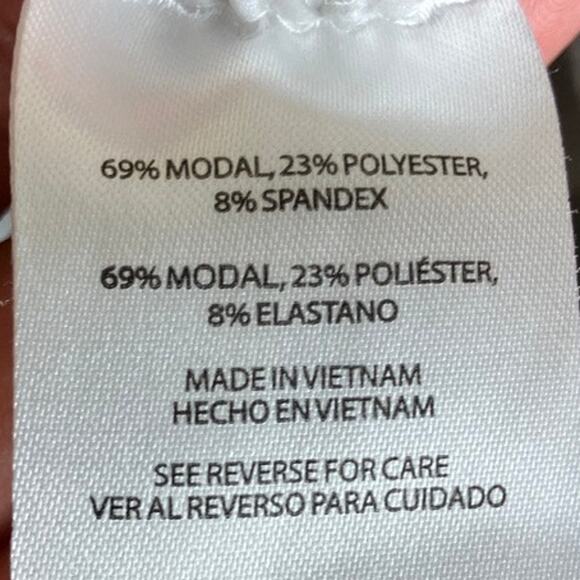 69% MODAL, 23% POLYESTER,
8% SPANDEX
69% MODAL, 23% POLIÉSTER,
8% ELASTANO
MADE IN VIETNAM
HECHO EN VIETNAM
SEE REVERSE FOR CARE
VER AL REVERSO PARA CUIDADO